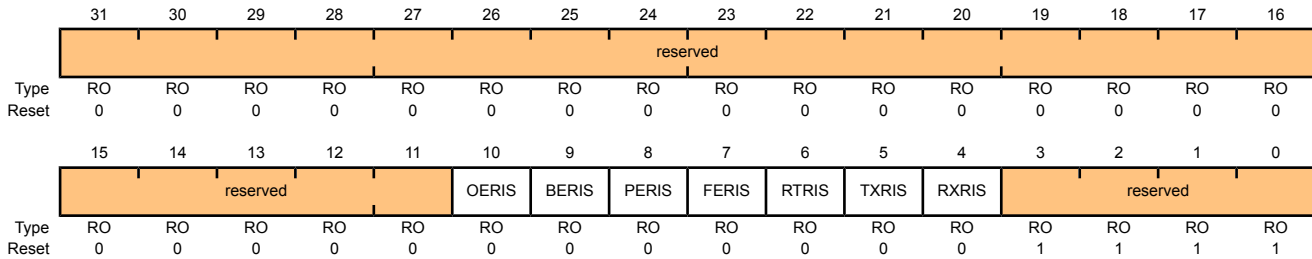 31 30 29 28 27 26 25 24 23 22 21 20 19 18 17 16
reserved
Type RO RO RO RO RO RO RO RO RO RO RO RO RO RO RO RO
Reset 0 0 0 0 0 0 0 0 0 0 0 0 0 0 0 0
15 14 13 12 11 10 9 8 7 6 5 4 3 2 1 0
reserved OERIS BERIS PERIS FERIS RTRIS TXRIS RXRIS reserved
Type RO RO RO RO RO RO RO RO RO RO RO RO RO RO RO RO
Reset 0 0 0 0 0 0 0 0 0 0 0 0 1 1 1 1